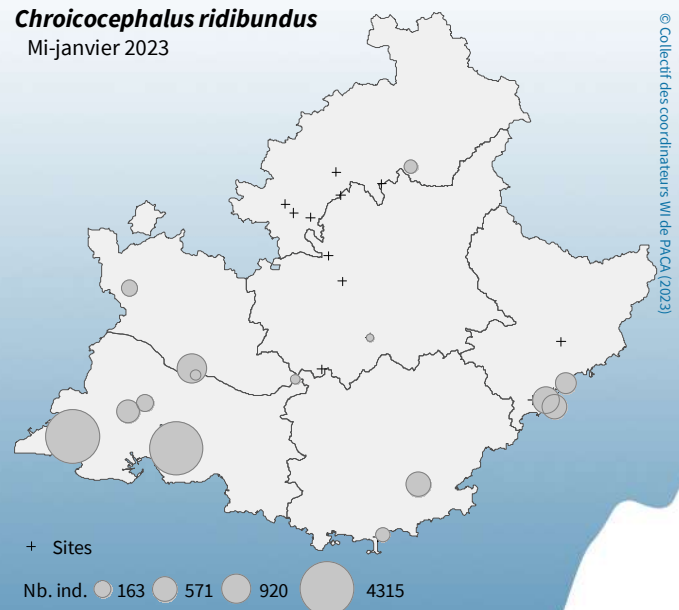 Chroicocephalus ridibundus
Mi-janvier 2023
© Collectif des coordinateurs WI de PACA (2023)
+ Sites
Nb. ind. 163 571 920 4315